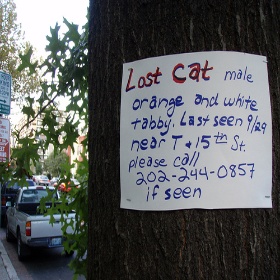 Lost Cat male
orange and white
tabby. Last seen 9/29
near T + 15th St.
please call
202-244-0857
if seen